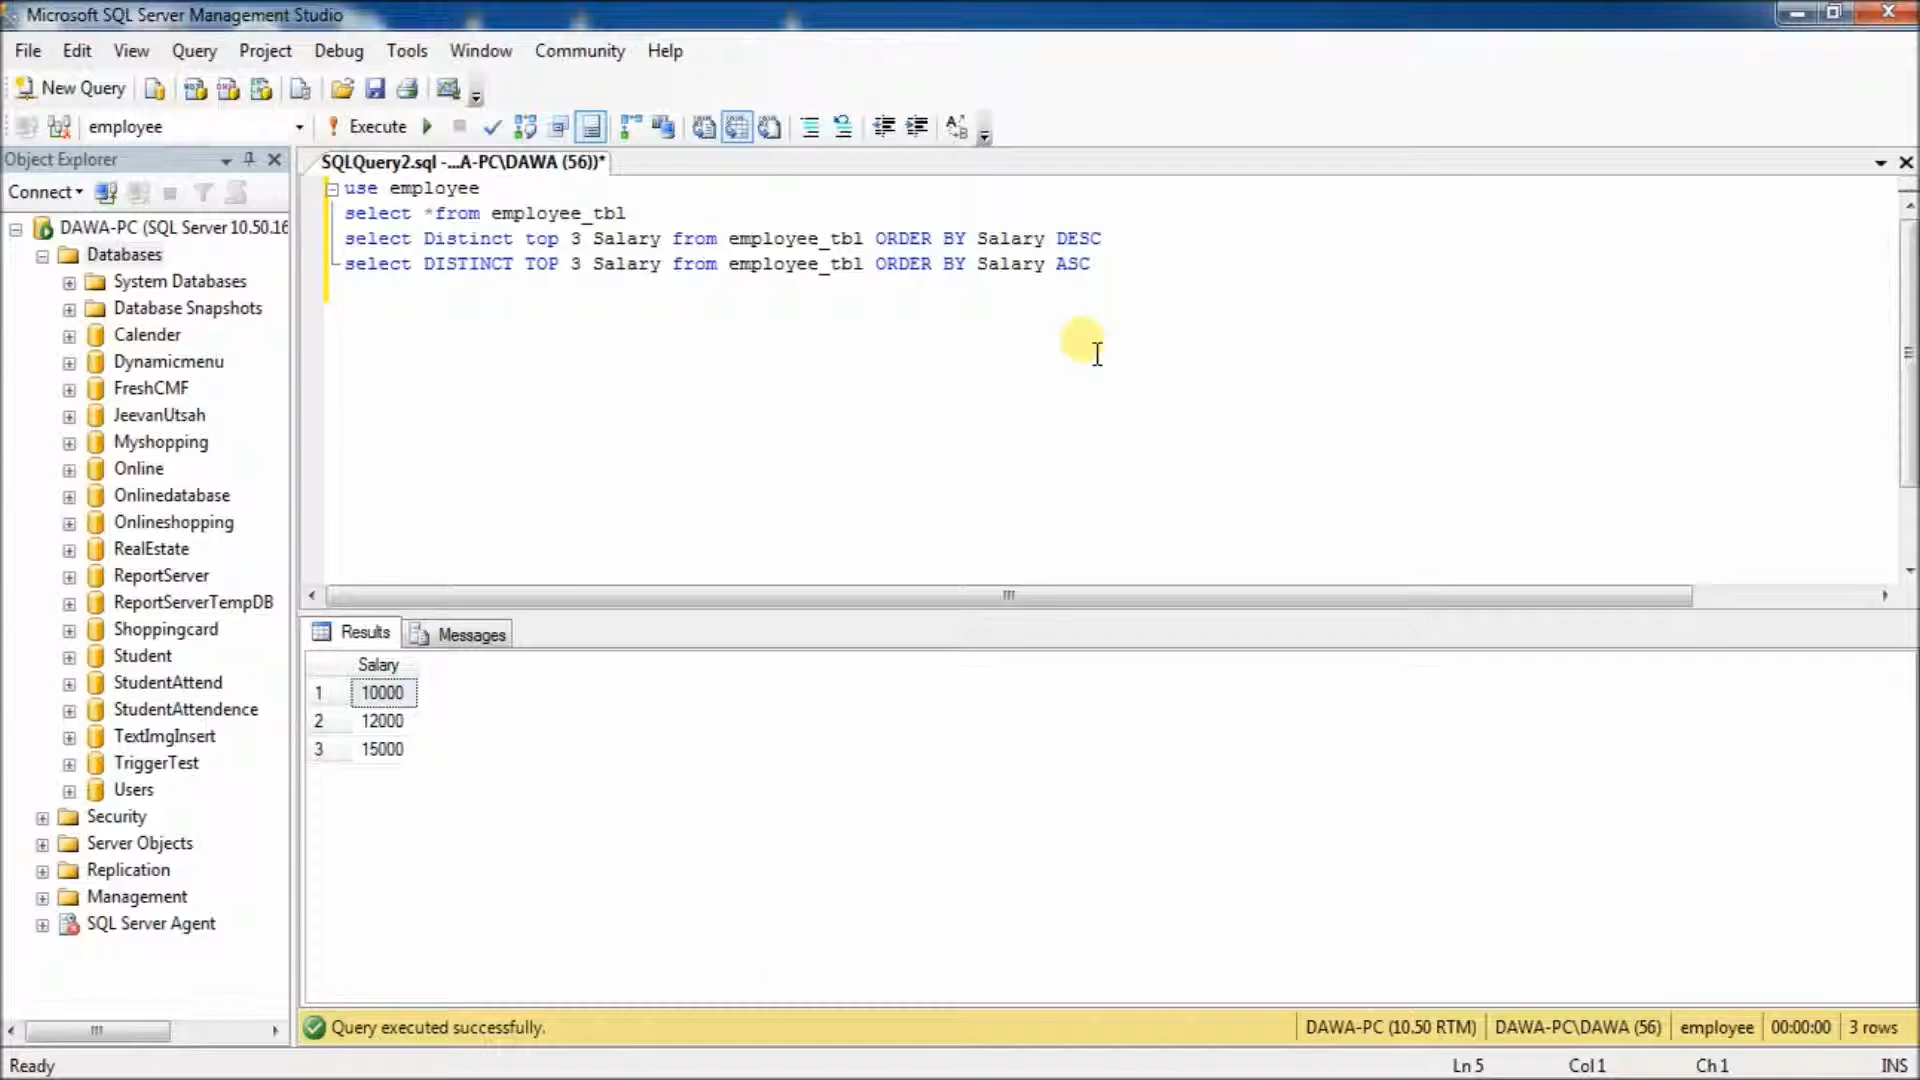 Microsoft SQL Server Management Studio
File Edit View Query Project Debug Tools Window Community Help
New Query
employee Execute
Object Explorer
SQLQuery2.sql -...A-PC\DAWA (56))*
Connect
use employee
select *from employee_tbl
select Distinct top 3 Salary from employee_tbl ORDER BY Salary DESC
select DISTINCT TOP 3 Salary from employee_tbl ORDER BY Salary ASC
DAWA-PC (SQL Server 10.50.16
Databases
System Databases
Database Snapshots
Calender
Dynamicmenu
FreshCMF
JeevanUtsah
Myshopping
Online
Onlinedatabase
Onlineshopping
RealEstate
ReportServer
ReportServerTempDB
Shoppingcard
Student
StudentAttend
StudentAttendence
TextImgInsert
TriggerTest
Users
Security
Server Objects
Replication
Management
SQL Server Agent
Results Messages
Salary
1 10000
2 12000
3 15000
Query executed successfully. DAWA-PC (10.50 RTM) DAWA-PC\DAWA (56) employee 00:00:00 3 rows
Ready Ln 5 Col 1 Ch 1 INS